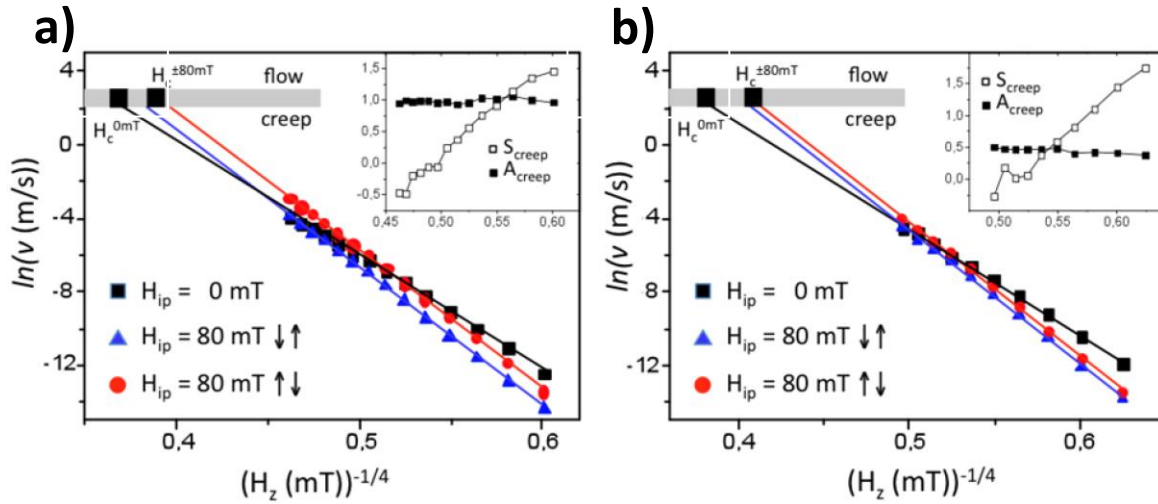 a)
4
0
-4
-8
-12
ln(v (m/s))
H_c^±80mT
H_c^0mT
flow
creep
1,5
1,0
0,5
0,0
-0,5
0,45
0,50
0,55
0,60
S_creep
A_creep
H_ip = 0 mT
H_ip = 80 mT ↓↑
H_ip = 80 mT ↑↓
0,4
0,5
0,6
(H_z (mT))^-1/4
b)
4
0
-4
-8
-12
ln(v (m/s))
H_c^±80mT
H_c^0mT
flow
creep
1,5
1,0
0,5
0,0
0,50
0,55
0,60
S_creep
A_creep
H_ip = 0 mT
H_ip = 80 mT ↓↑
H_ip = 80 mT ↑↓
0,4
0,5
0,6
(H_z (mT))^-1/4